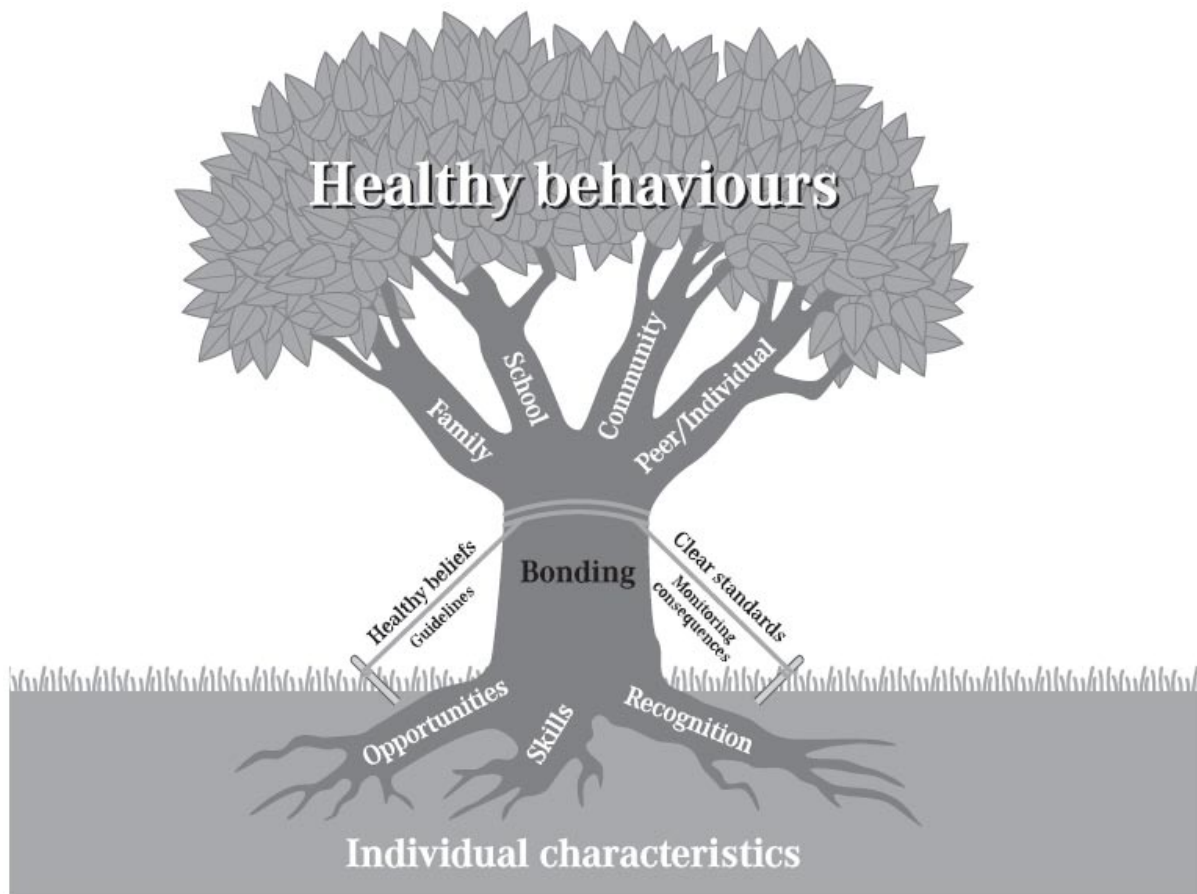 Healthy behaviours
Family
School
Community
Peer/Individual
Bonding
Healthy beliefs
Guidelines
Clear standards
Monitoring
consequences
Opportunities
Skills
Recognition
Individual characteristics